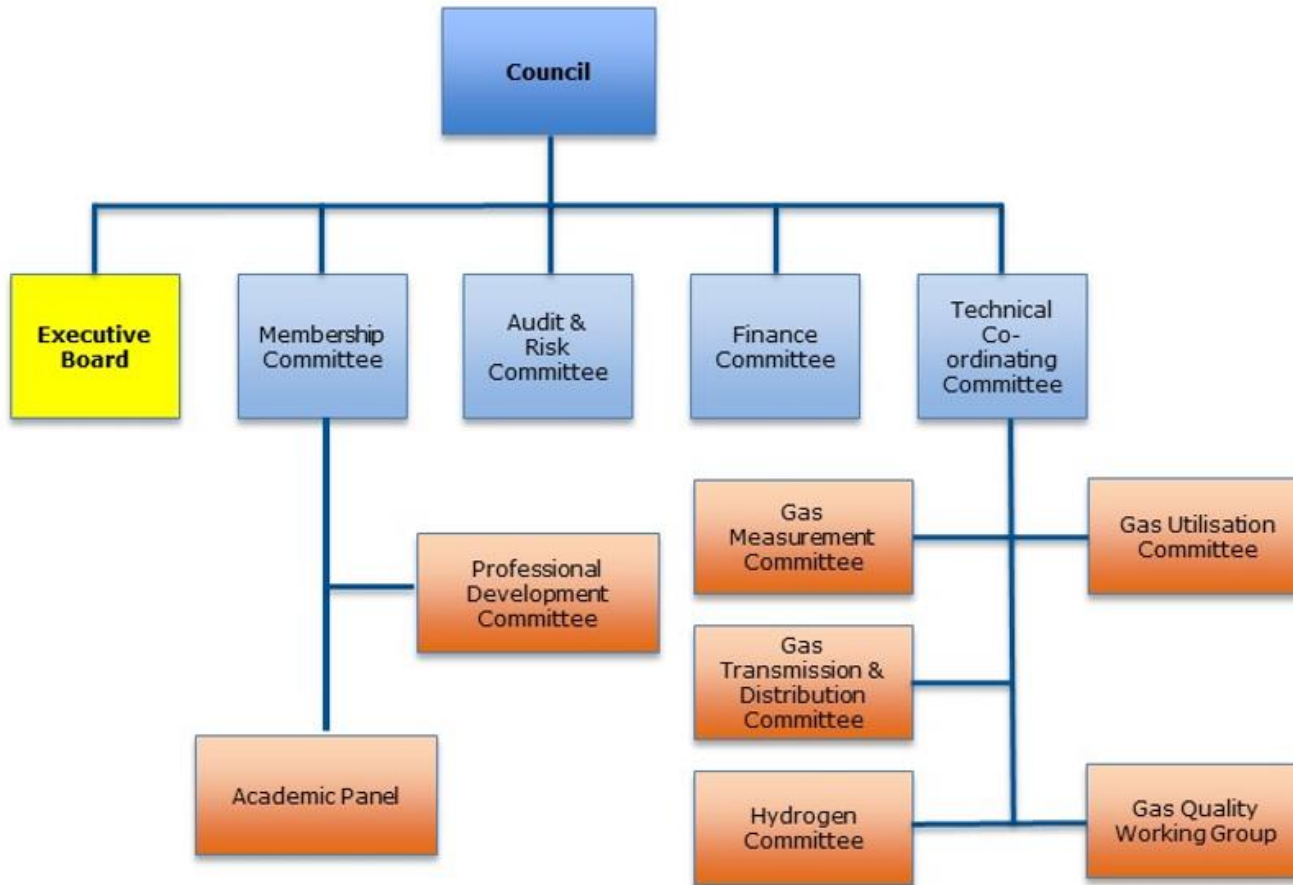 Council
Executive
Board
Membership
Committee
Audit &
Risk
Committee
Finance
Committee
Technical
Co-
ordinating
Committee
Gas
Measurement
Committee
Gas Utilisation
Committee
Professional
Development
Committee
Gas
Transmission &
Distribution
Committee
Academic Panel
Hydrogen
Committee
Gas Quality
Working Group